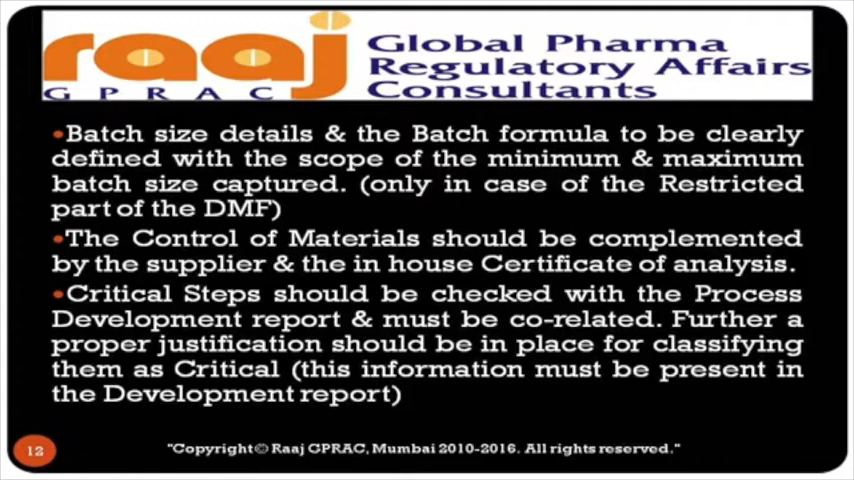 raaj
GPRAC
Global Pharma
Regulatory Affairs
Consultants
•Batch size details & the Batch formula to be clearly
defined with the scope of the minimum & maximum
batch size captured. (only in case of the Restricted
part of the DMF)
•The Control of Materials should be complemented
by the supplier & the in house Certificate of analysis.
•Critical Steps should be checked with the Process
Development report & must be co-related. Further a
proper justification should be in place for classifying
them as Critical (this information must be present in
the Development report)
12
"Copyright© Raaj GPRAC, Mumbai 2010-2016. All rights reserved."